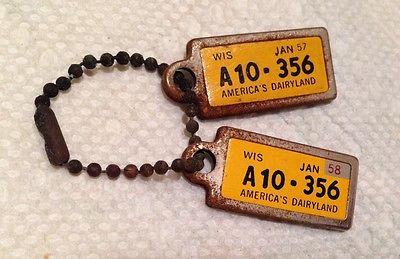 WIS JAN 57
A10·356
AMERICA'S DAIRYLAND
WIS JAN 58
A10·356
AMERICA'S DAIRYLAND